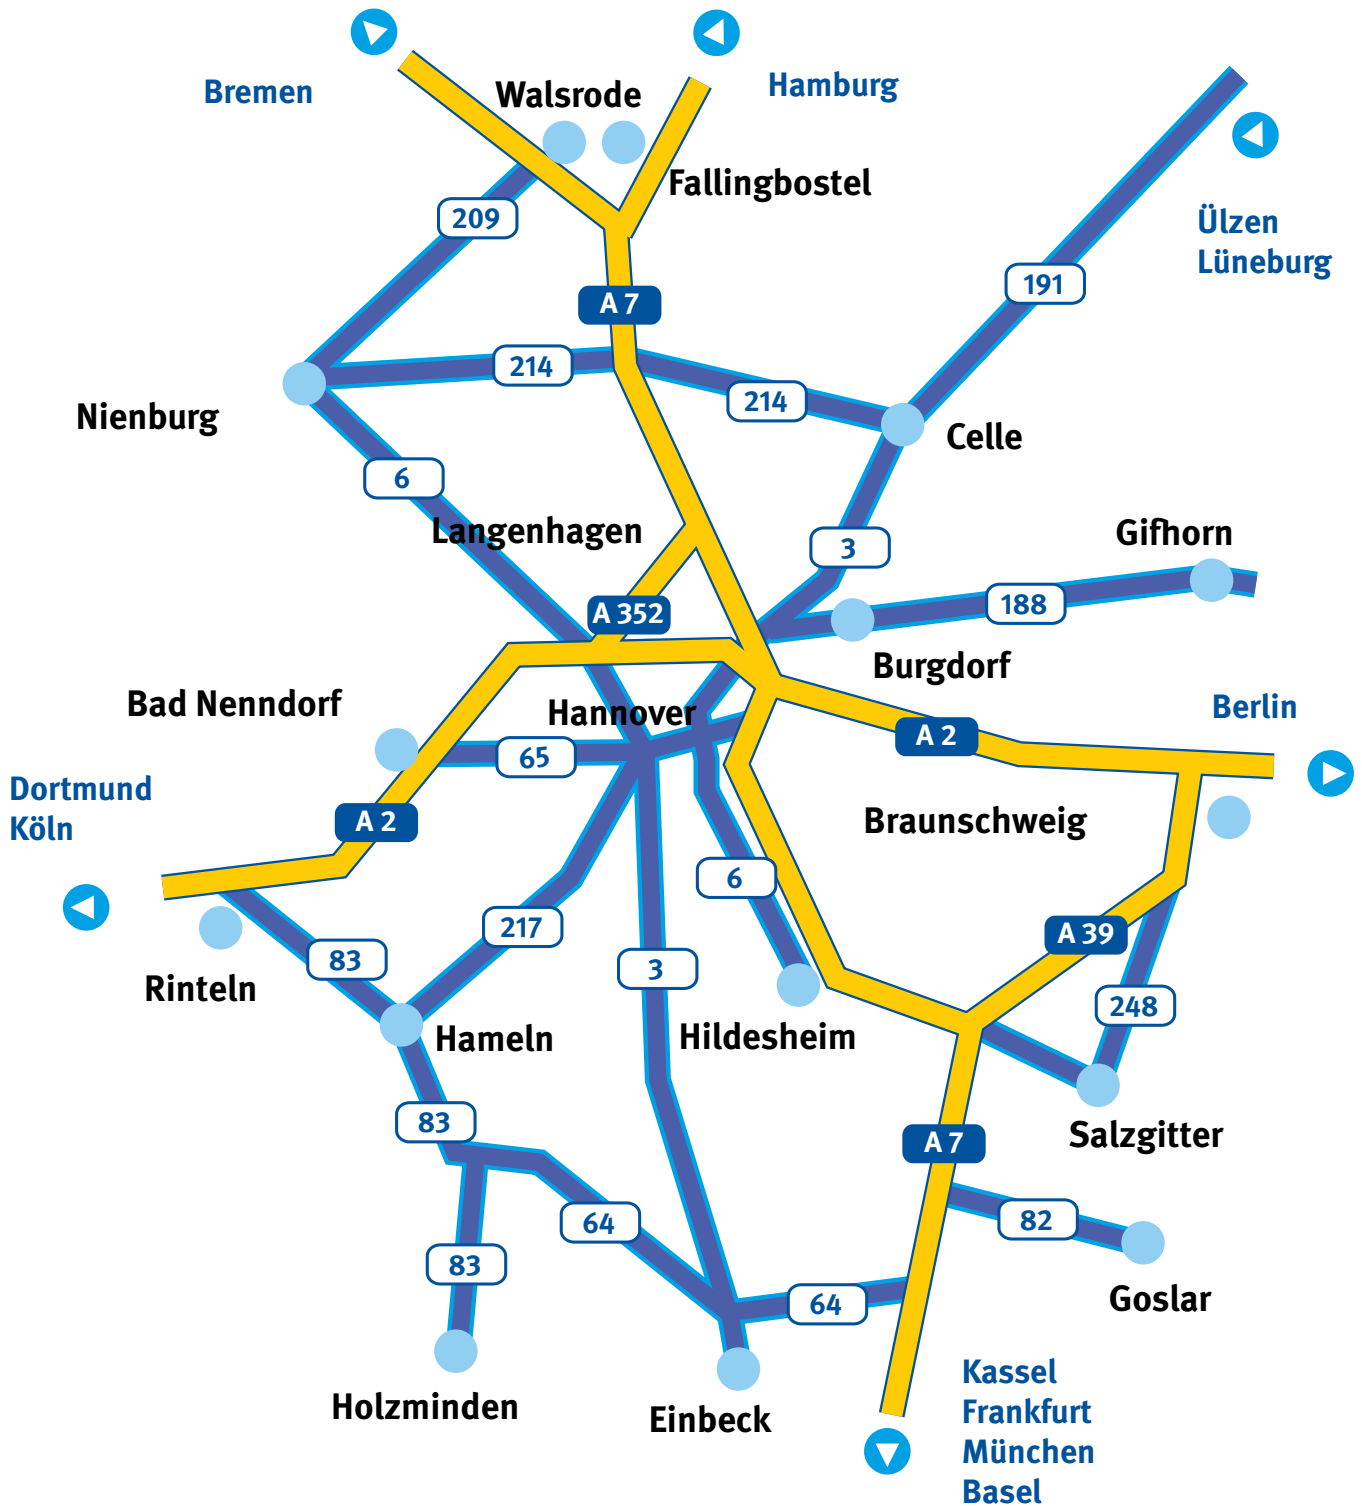 Bremen
Walsrode
Hamburg
Fallingbostel
209
Ülzen
Lüneburg
191
A 7
214
214
Nienburg
Celle
6
Langenhagen
3
Gifhorn
188
A 352
Burgdorf
Bad Nenndorf
Hannover
Berlin
A 2
65
Dortmund
Köln
A 2
Braunschweig
6
217
A 39
83
3
Rinteln
248
Hameln
Hildesheim
83
A 7
Salzgitter
64
82
83
64
Goslar
Holzminden
Einbeck
Kassel
Frankfurt
München
Basel